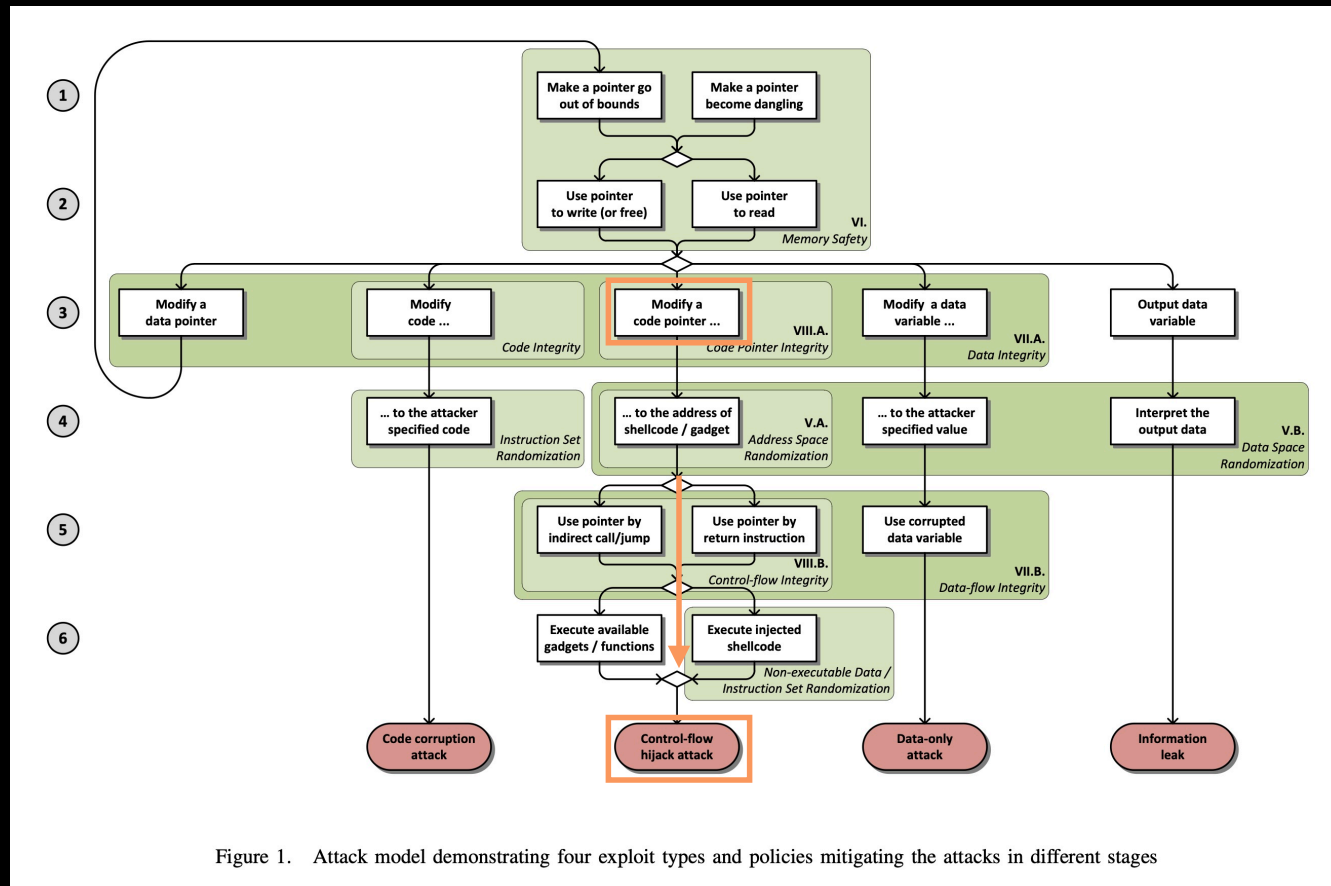 1
Make a pointer go
out of bounds
Make a pointer
become dangling
2
Use pointer
to write (or free)
Use pointer
to read
VI.
Memory Safety
3
Modify a
data pointer
Modify
code ...
Code Integrity
Modify a
code pointer ...
VIII.A.
Code Pointer Integrity
Modify a data
variable ...
VII.A.
Data Integrity
Output data
variable
4
... to the attacker
specified code
Instruction Set
Randomization
... to the address of
shellcode / gadget
V.A.
Address Space
Randomization
... to the attacker
specified value
Interpret the
output data
V.B.
Data Space
Randomization
5
Use pointer by
indirect call/jump
Use pointer by
return instruction
VIII.B.
Control-flow Integrity
Use corrupted
data variable
VII.B.
Data-flow Integrity
6
Execute available
gadgets / functions
Execute injected
shellcode
Non-executable Data /
Instruction Set Randomization
Code corruption
attack
Control-flow
hijack attack
Data-only
attack
Information
leak
Figure 1. Attack model demonstrating four exploit types and policies mitigating the attacks in different stages